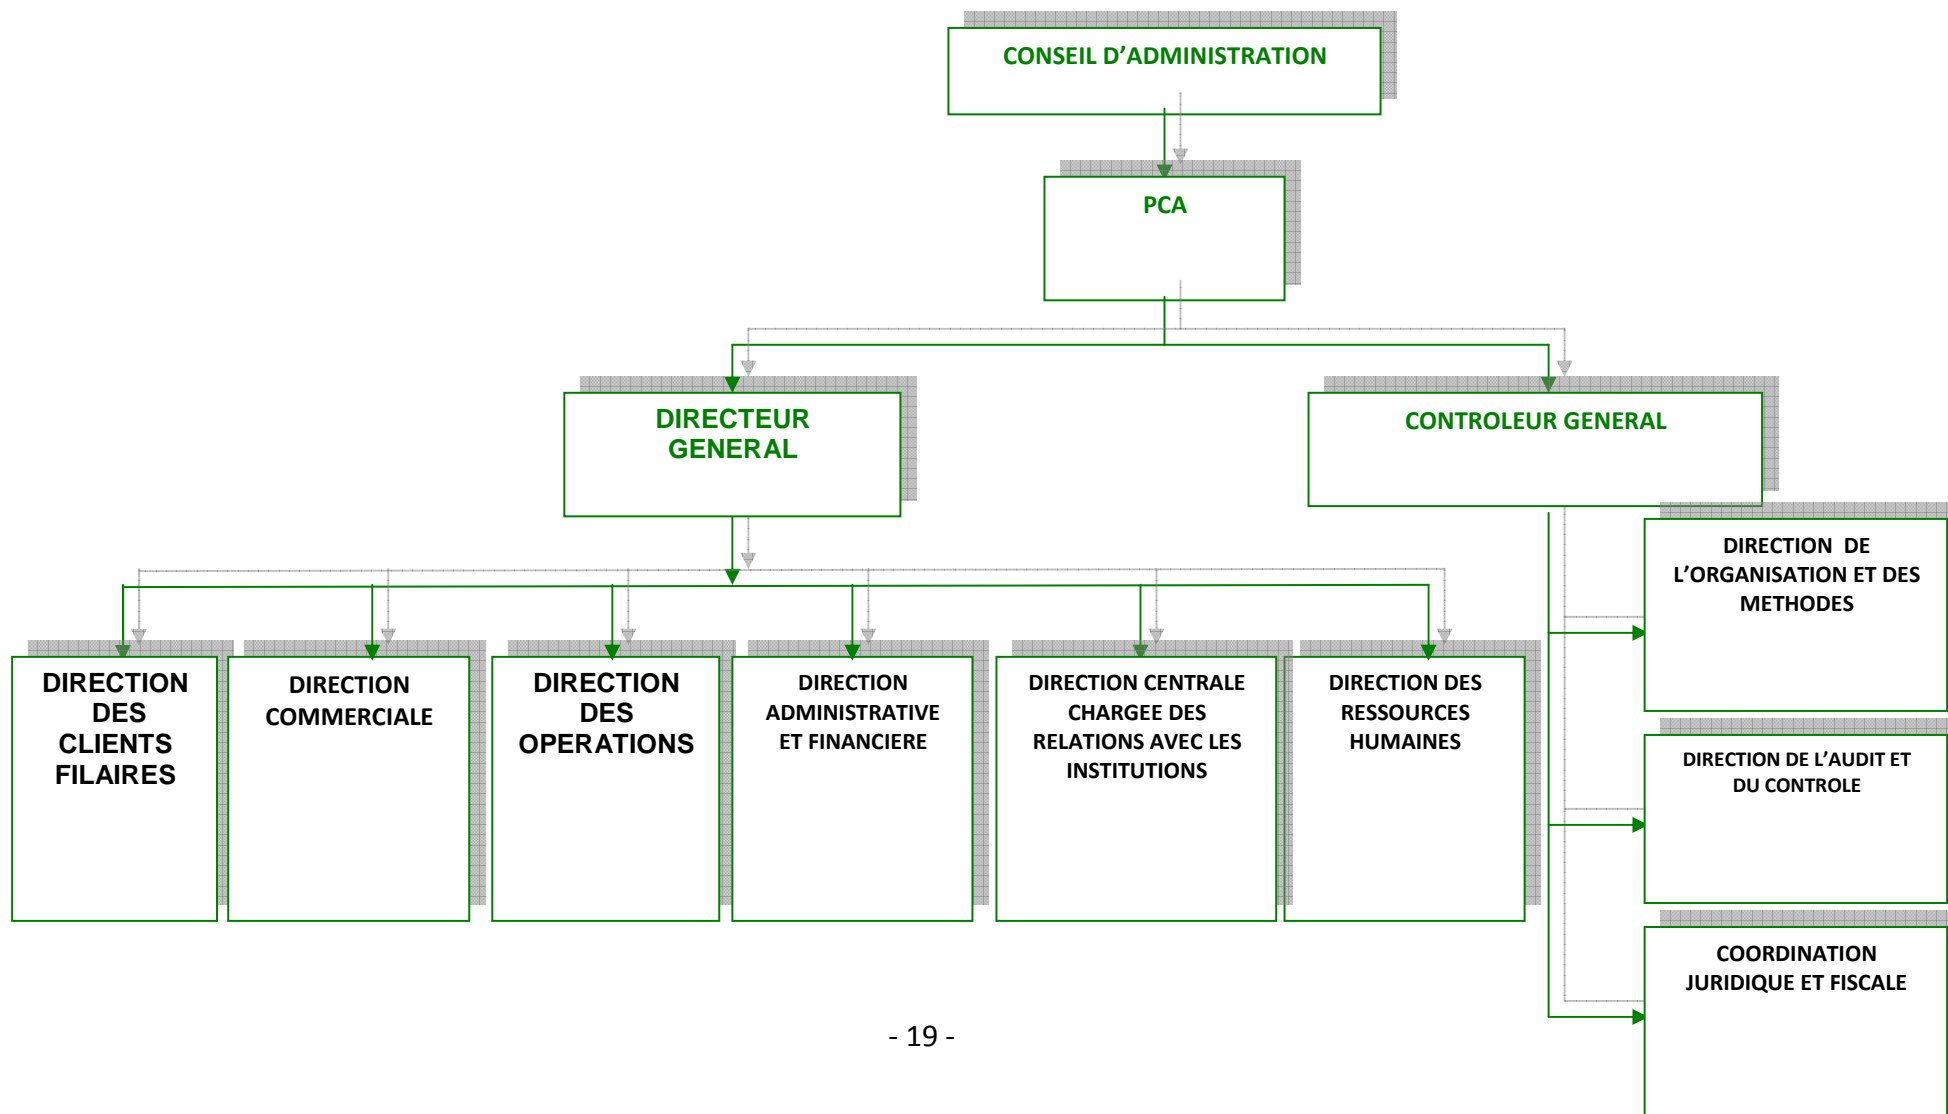 CONSEIL D’ADMINISTRATION
PCA
DIRECTEUR
GENERAL
CONTROLEUR GENERAL
DIRECTION DE
L’ORGANISATION ET DES
METHODES
DIRECTION
DES
CLIENTS
FILAIRES
DIRECTION
COMMERCIALE
DIRECTION
DES
OPERATIONS
DIRECTION
ADMINISTRATIVE
ET FINANCIERE
DIRECTION CENTRALE
CHARGEE DES
RELATIONS AVEC LES
INSTITUTIONS
DIRECTION DES
RESSOURCES
HUMAINES
DIRECTION DE L’AUDIT ET
DU CONTROLE
COORDINATION
JURIDIQUE ET FISCALE
- 19 -